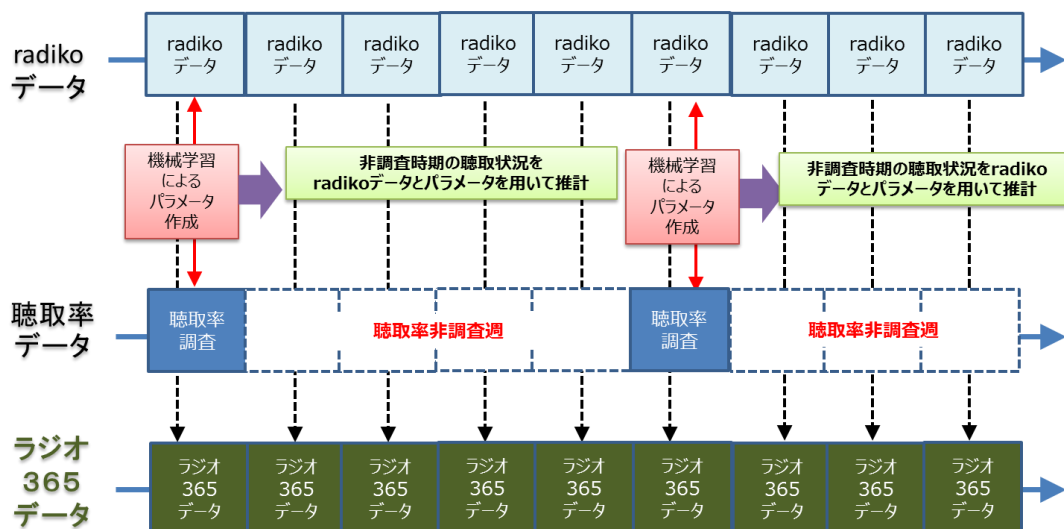 radiko
データ
radiko
データ
radiko
データ
radiko
データ
radiko
データ
radiko
データ
radiko
データ
radiko
データ
radiko
データ
radiko
データ
機械学習
による
パラメータ
作成
非調査時期の聴取状況を
radikoデータとパラメータを用いて推計
機械学習
による
パラメータ
作成
非調査時期の聴取状況をradiko
データとパラメータを用いて推計
聴取率
データ
聴取率
調査
聴取率非調査週
聴取率
調査
聴取率非調査週
ラジオ
365
データ
ラジオ
365
データ
ラジオ
365
データ
ラジオ
365
データ
ラジオ
365
データ
ラジオ
365
データ
ラジオ
365
データ
ラジオ
365
データ
ラジオ
365
データ
ラジオ
365
データ